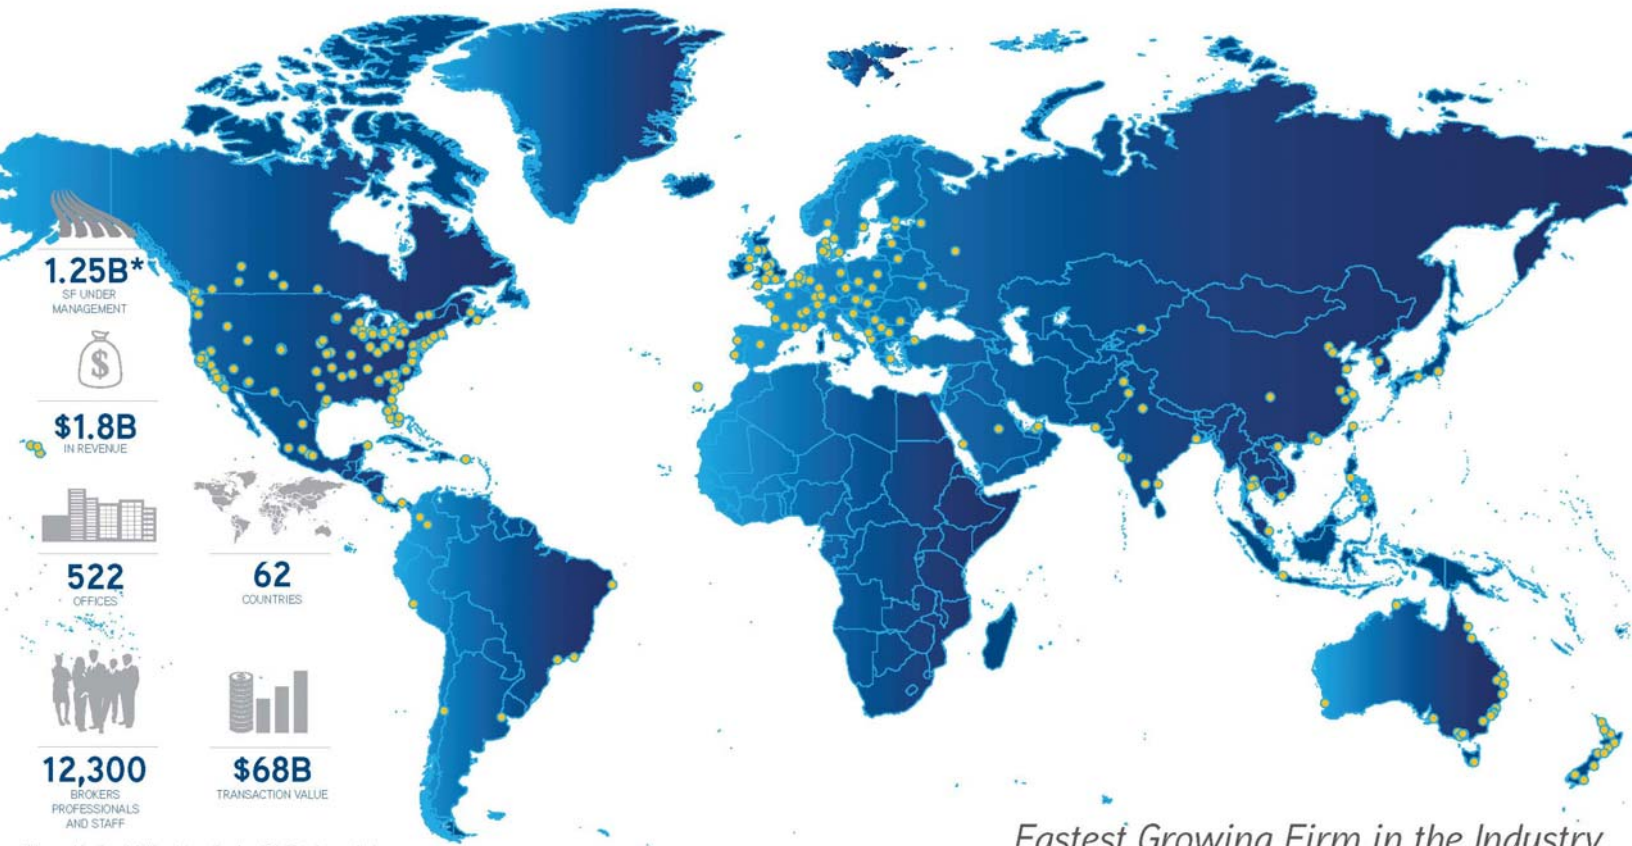 1.25B*
SF UNDER
MANAGEMENT
$
$1.8B
IN REVENUE
522
OFFICES
62
COUNTRIES
12,300
BROKERS
PROFESSIONALS
AND STAFF
$68B
TRANSACTION VALUE
Fastest Growing Firm in the Industry